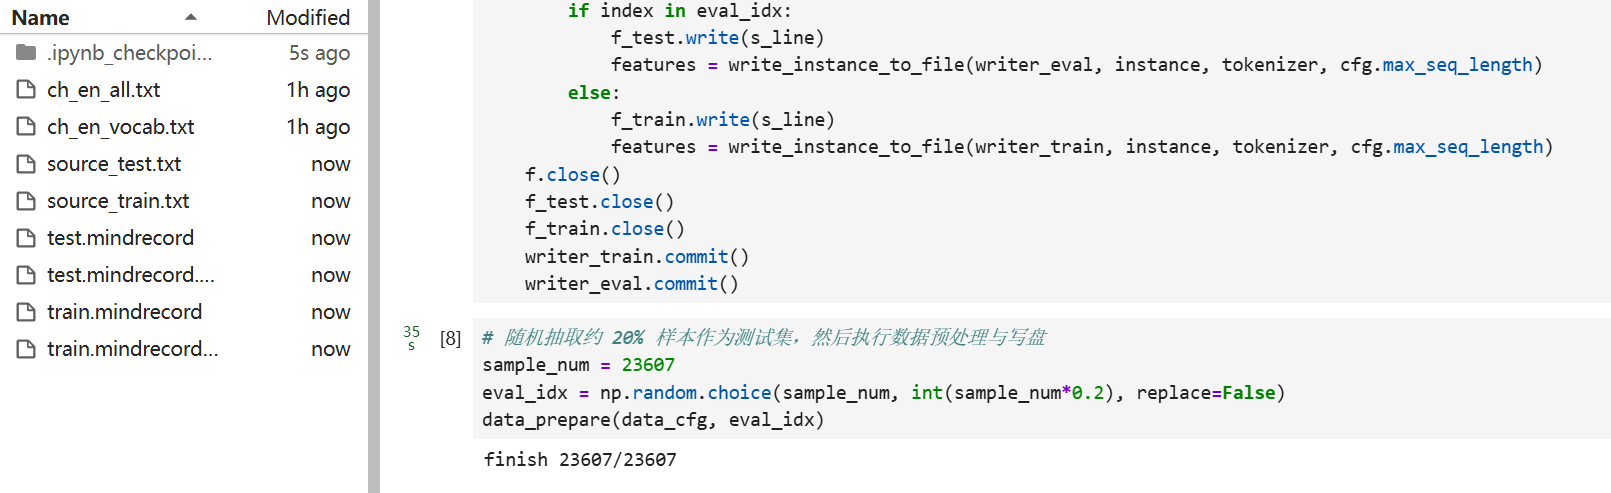 Name Modified
.ipynb_checkpoi... 5s ago
ch_en_all.txt 1h ago
ch_en_vocab.txt 1h ago
source_test.txt now
source_train.txt now
test.mindrecord now
test.mindrecord.... now
train.mindrecord now
train.mindrecord... now
if index in eval_idx:
f_test.write(s_line)
features = write_instance_to_file(writer_eval, instance, tokenizer, cfg.max_seq_length)
else:
f_train.write(s_line)
features = write_instance_to_file(writer_train, instance, tokenizer, cfg.max_seq_length)
f.close()
f_test.close()
f_train.close()
writer_train.commit()
writer_eval.commit()
35
s
[8]
# 随机抽取约 20% 样本作为测试集，然后执行数据预处理与写盘
sample_num = 23607
eval_idx = np.random.choice(sample_num, int(sample_num*0.2), replace=False)
data_prepare(data_cfg, eval_idx)
finish 23607/23607